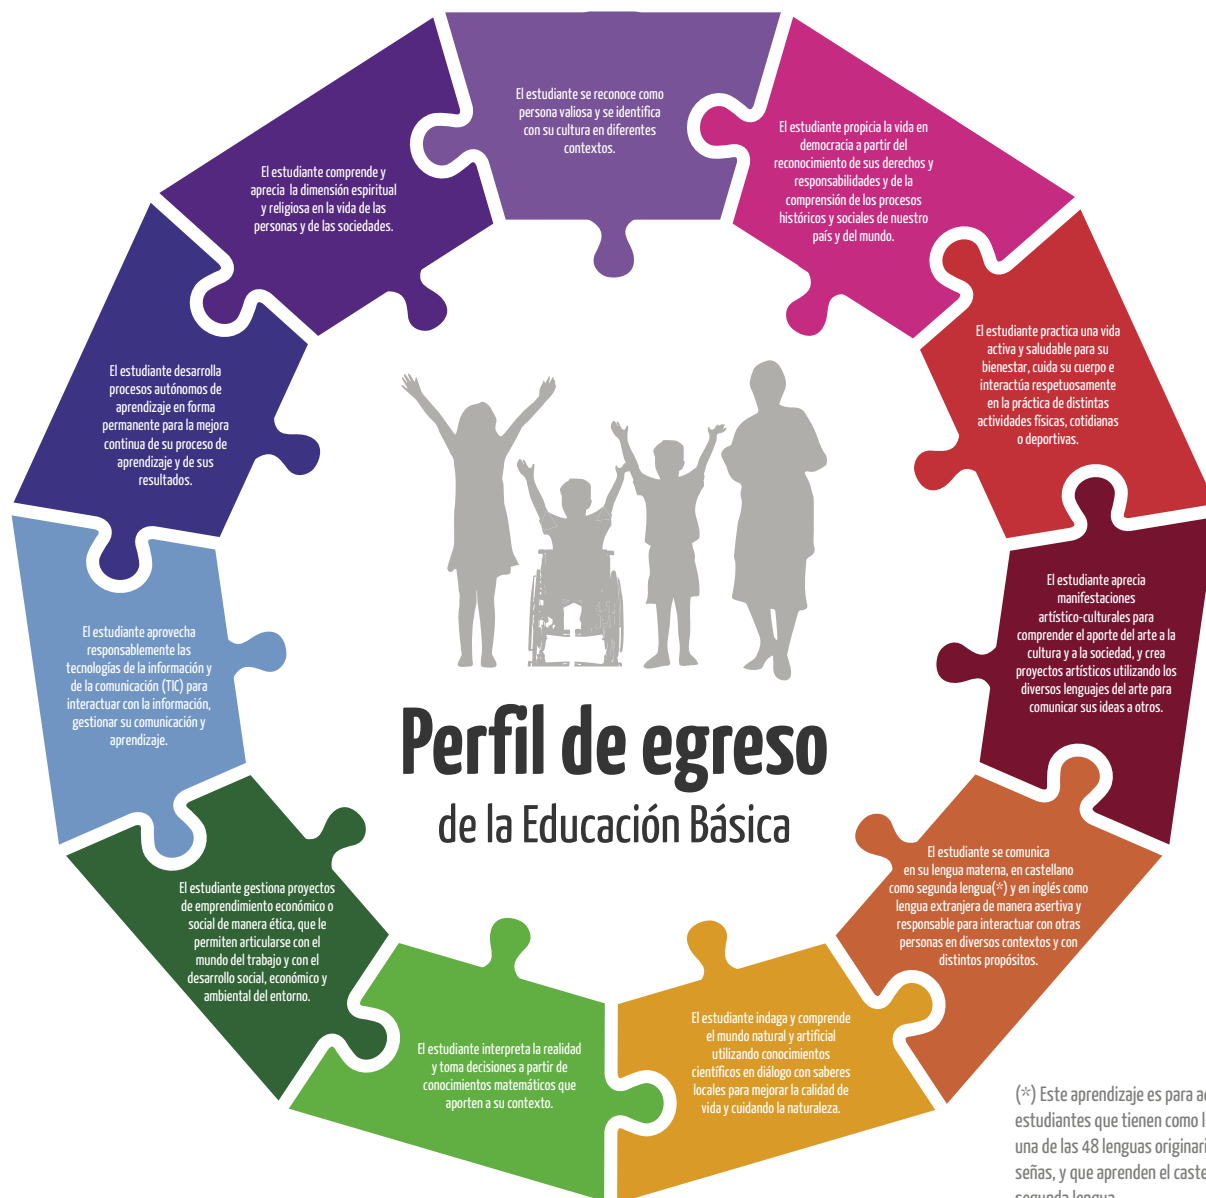 El estudiante se reconoce como
persona valiosa y se identifica
con su cultura en diferentes
contextos.
El estudiante propicia la vida en
democracia a partir del
reconocimiento de sus derechos y
responsabilidades y de la
comprensión de los procesos
históricos y sociales de nuestro
país y del mundo.
El estudiante practica una vida
activa y saludable para su
bienestar, cuida su cuerpo e
interactúa respetuosamente
en la práctica de distintas
actividades físicas, cotidianas
o deportivas.
El estudiante aprecia
manifestaciones
artístico-culturales para
comprender el aporte del arte a la
cultura y a la sociedad, y crea
proyectos artísticos utilizando los
diversos lenguajes del arte para
comunicar sus ideas a otros.
El estudiante se comunica
en su lengua materna, en castellano
como segunda lengua(*) y en inglés como
lengua extranjera de manera asertiva y
responsable para interactuar con otras
personas en diversos contextos y con
distintos propósitos.
El estudiante indaga y comprende
el mundo natural y artificial
utilizando conocimientos
científicos en diálogo con saberes
locales para mejorar la calidad de
vida y cuidando la naturaleza.
El estudiante interpreta la realidad
y toma decisiones a partir de
conocimientos matemáticos que
aporten a su contexto.
El estudiante gestiona proyectos
de emprendimiento económico o
social de manera ética, que le
permiten articularse con el
mundo del trabajo y con el
desarrollo social, económico y
ambiental del entorno.
El estudiante aprovecha
responsablemente las
tecnologías de la información y
de la comunicación (TIC) para
interactuar con la información,
gestionar su comunicación y
aprendizaje.
El estudiante desarrolla
procesos autónomos de
aprendizaje en forma
permanente para la mejora
continua de su proceso de
aprendizaje y de sus
resultados.
El estudiante comprende y
aprecia la dimensión espiritual
y religiosa en la vida de las
personas y de las sociedades.
Perfil de egreso
de la Educación Básica
(*) Este aprendizaje es para
estudiantes que tienen como
una de las 48 lenguas
señas, y que aprenden el
segunda lengua